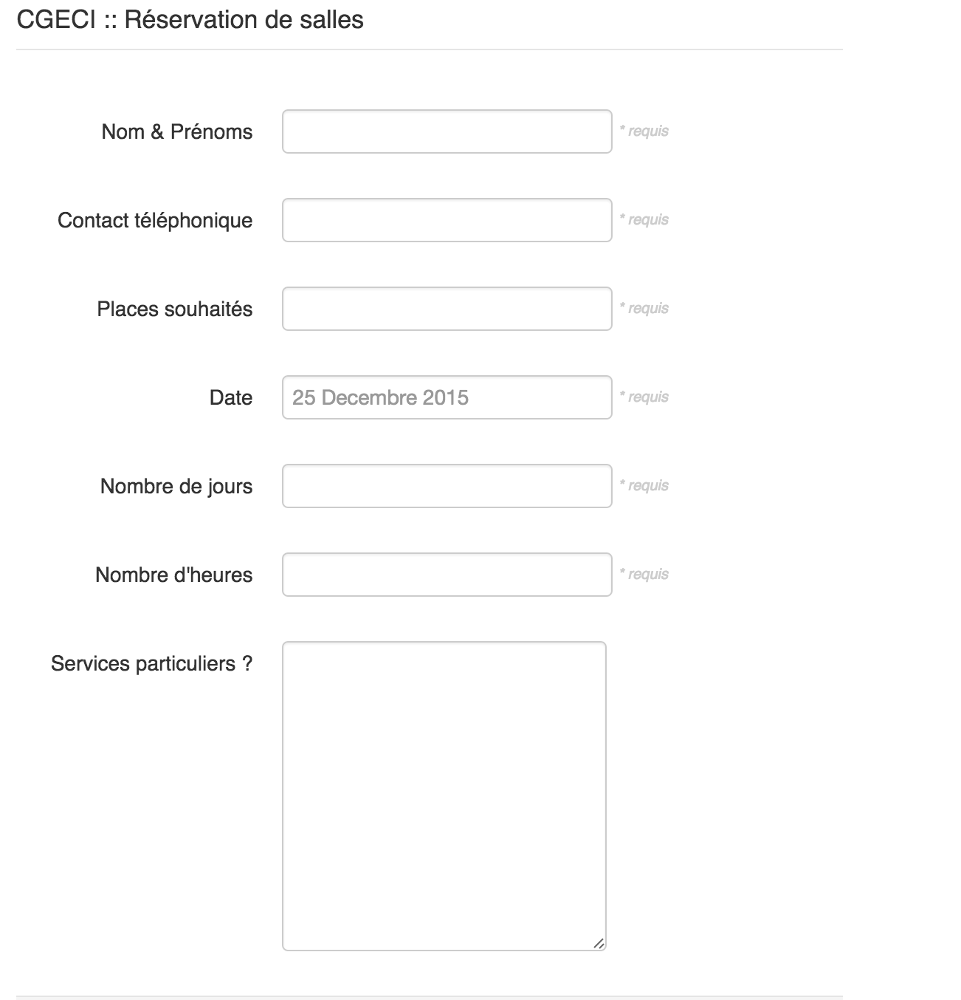 CGECI :: Réservation de salles
Nom & Prénoms * requis
Contact téléphonique * requis
Places souhaités * requis
Date 25 Decembre 2015 * requis
Nombre de jours * requis
Nombre d'heures * requis
Services particuliers ?